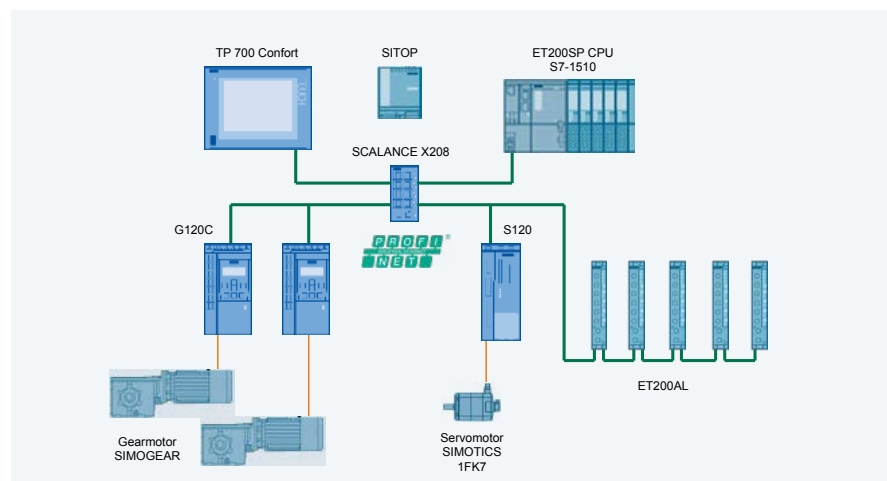 TP 700 Confort
SITOP
ET200SP CPU
S7-1510
SCALANCE X208
G120C
S120
PROFI
NET
ET200AL
Gearmotor
SIMOGEAR
Servomotor
SIMOTICS
1FK7